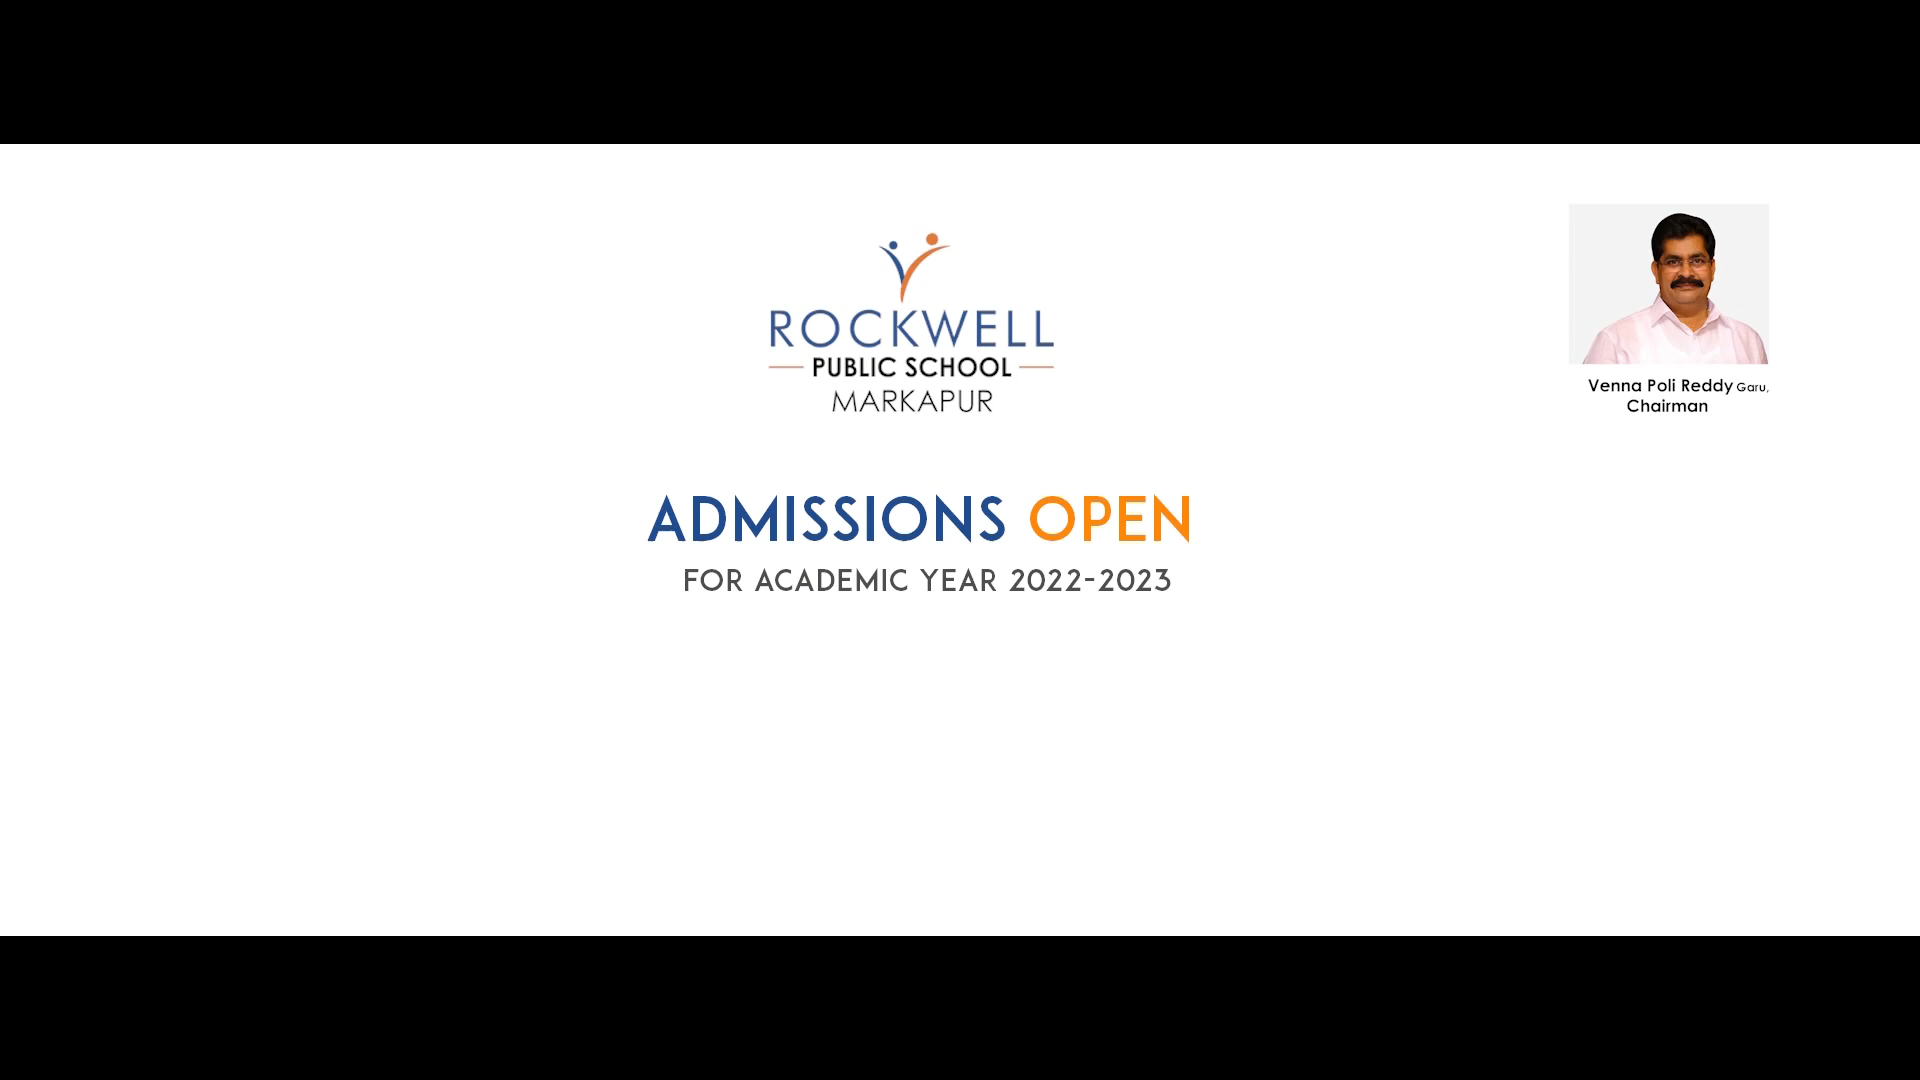 ROCKWELL
PUBLIC SCHOOL
MARKAPUR
Venna Poli Reddy Garu,
Chairman
ADMISSIONS OPEN
FOR ACADEMIC YEAR 2022-2023